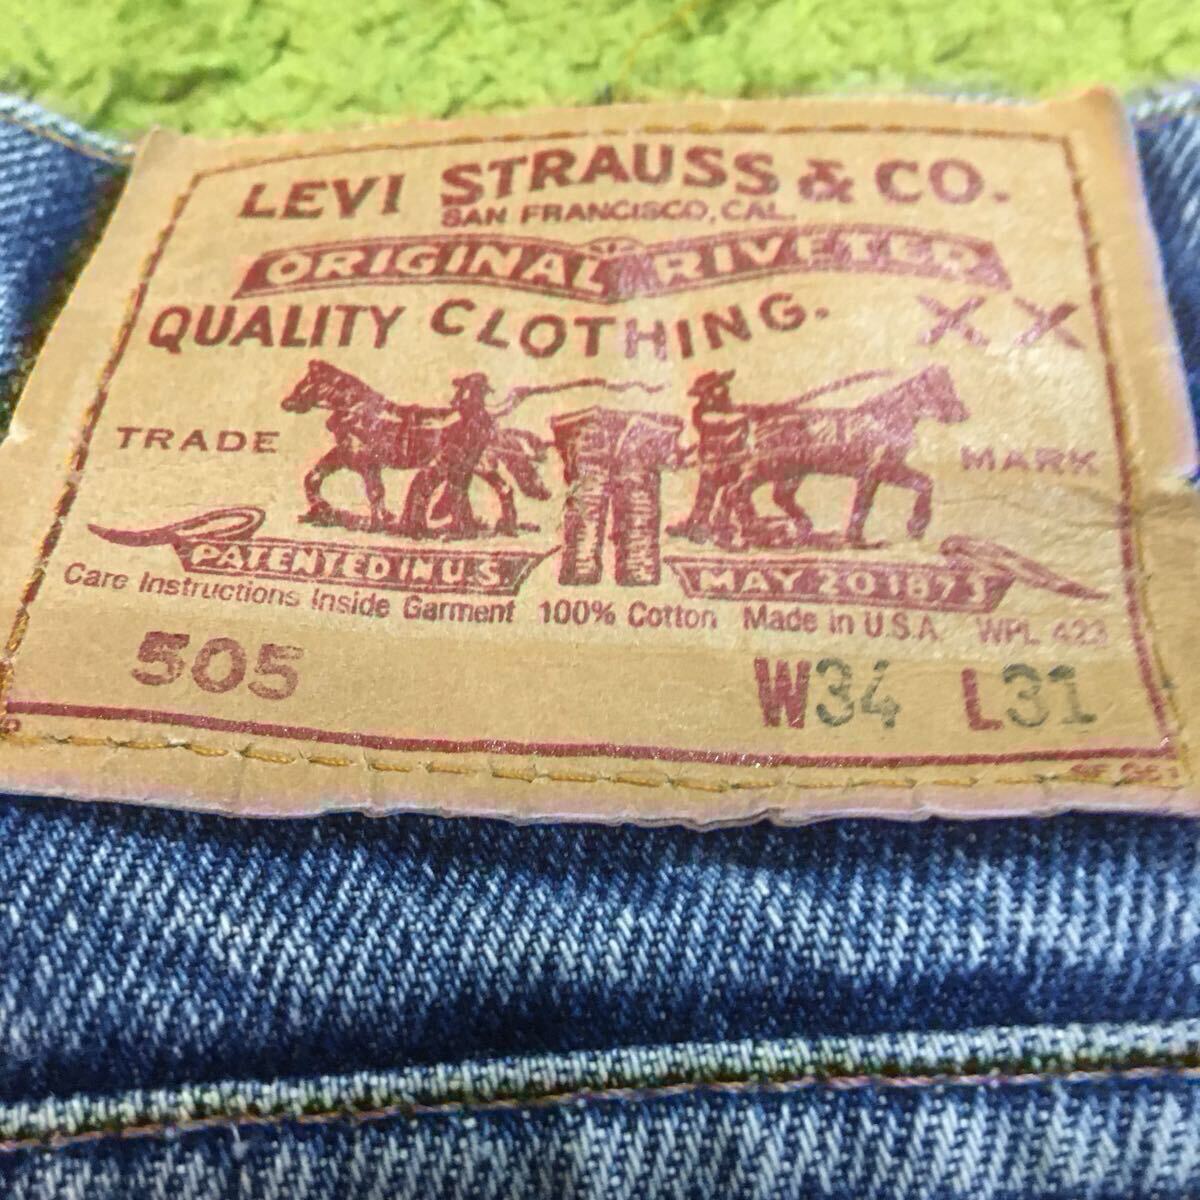 LEVI STRAUSS & CO.
SAN FRANCISCO, CAL.
ORIGINAL RIVETED
QUALITY CLOTHING. XX
TRADE MARK
PATENTED IN U.S. MAY 20 1873
Care Instructions Inside Garment 100% Cotton Made in U.S.A. WPL 423
505 W34 L31